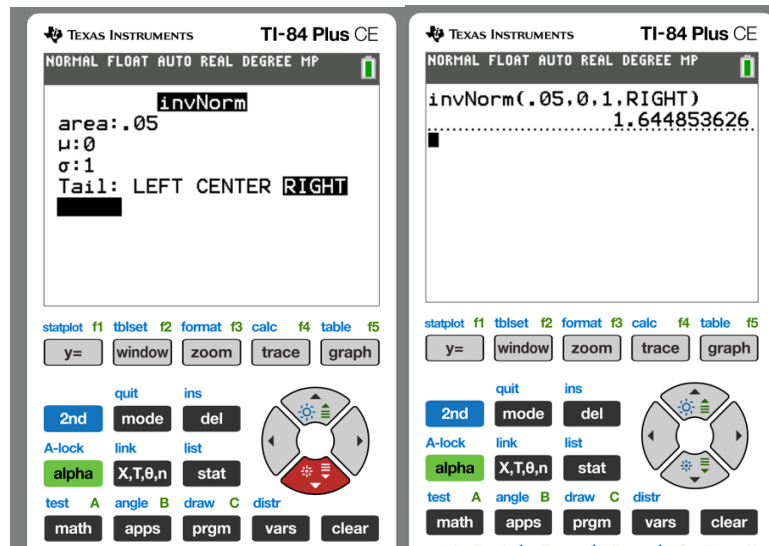 TEXAS INSTRUMENTS TI-84 Plus CE
NORMAL FLOAT AUTO REAL DEGREE MP
invNorm
area:.05
μ:0
σ:1
Tail: LEFT CENTER RIGHT
statplot f1 tblset f2 format f3 calc f4 table f5
y= window zoom trace graph
quit ins
2nd mode del
A-lock link list
alpha X,T,θ,n stat
test A angle B draw C distr
math apps prgm vars clear
TEXAS INSTRUMENTS TI-84 Plus CE
NORMAL FLOAT AUTO REAL DEGREE MP
invNorm(.05,0,1,RIGHT)
1.644853626
statplot f1 tblset f2 format f3 calc f4 table f5
y= window zoom trace graph
quit ins
2nd mode del
A-lock link list
alpha X,T,θ,n stat
test A angle B draw C distr
math apps prgm vars clear